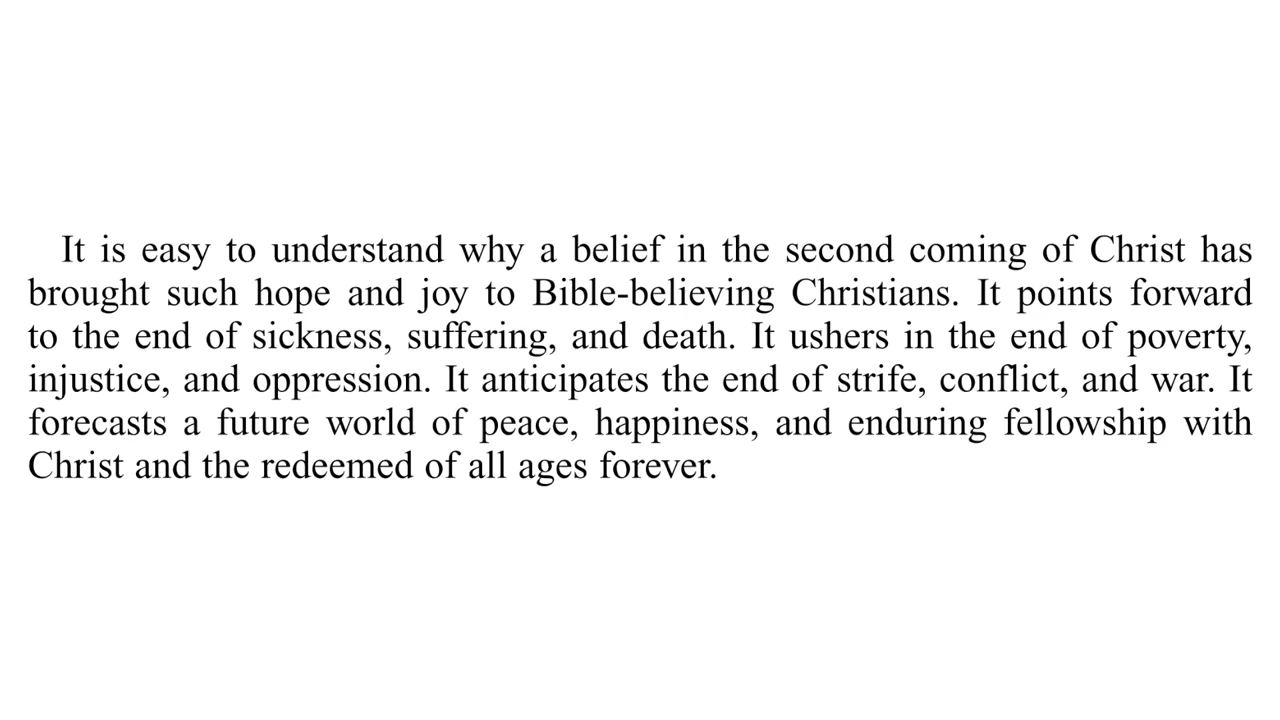 It is easy to understand why a belief in the second coming of Christ has
brought such hope and joy to Bible-believing Christians. It points forward
to the end of sickness, suffering, and death. It ushers in the end of poverty,
injustice, and oppression. It anticipates the end of strife, conflict, and war. It
forecasts a future world of peace, happiness, and enduring fellowship with
Christ and the redeemed of all ages forever.